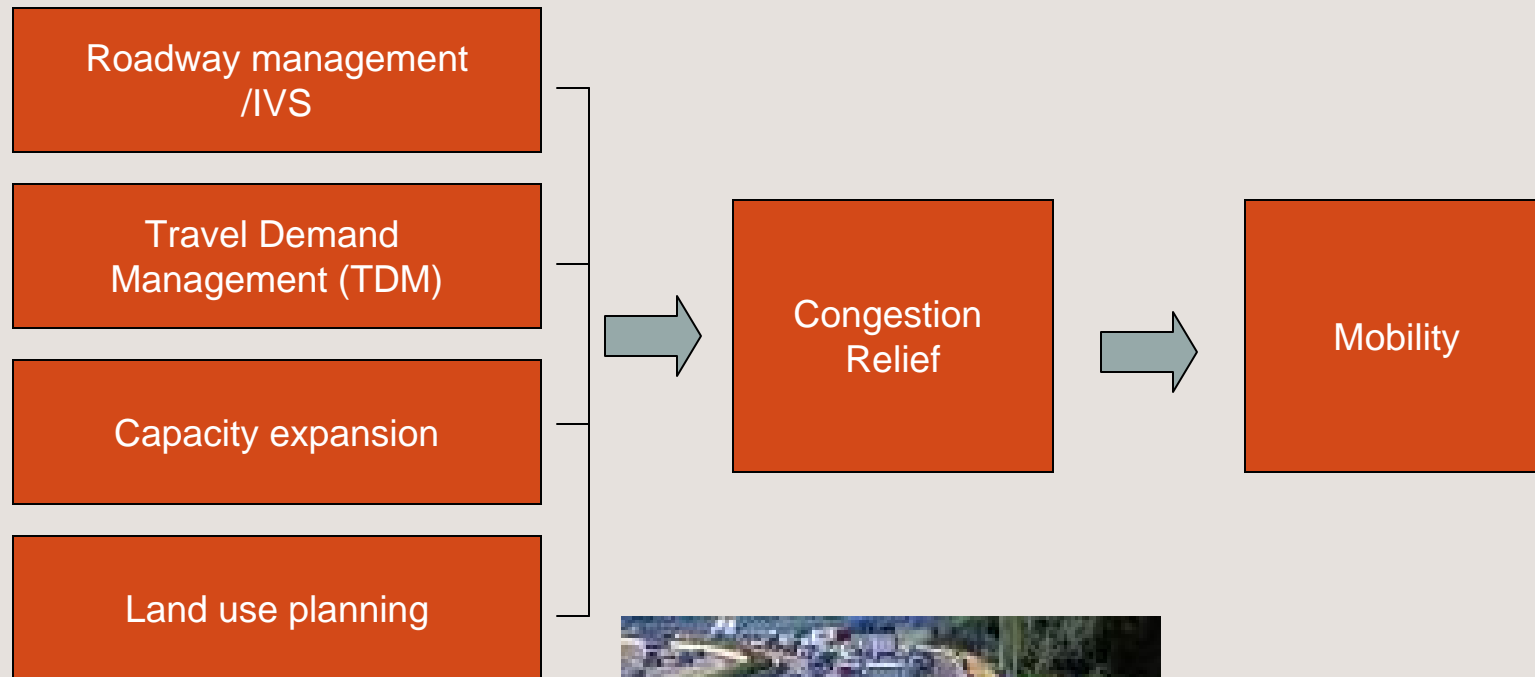 Roadway management
/IVS
Travel Demand
Management (TDM)
Capacity expansion
Land use planning
Congestion
Relief
Mobility